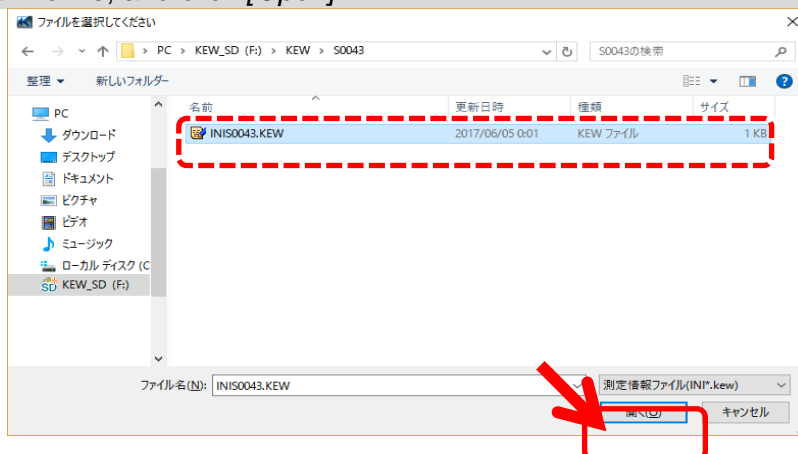 [Open]
ファイルを選択してください
PC > KEW_SD (F:) > KEW > S0043
S0043の検索
整理 新しいフォルダー
名前 更新日時 種類 サイズ
INIS0043.KEW 2017/06/05 0:01 KEW ファイル 1 KB
PC
ダウンロード
デスクトップ
ドキュメント
ピクチャ
ビデオ
ミュージック
ローカル ディスク (C
KEW_SD (F:)
ファイル名(N): INIS0043.KEW
測定情報ファイル(INI*.kew)
開く(O) キャンセル